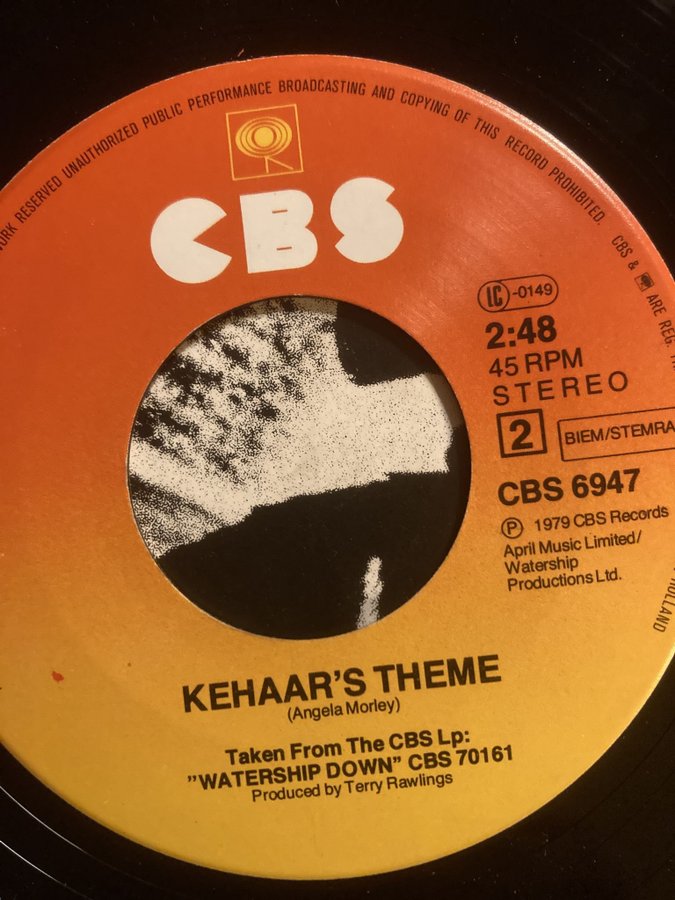 WORK RESERVED UNAUTHORIZED PUBLIC PERFORMANCE BROADCASTING AND COPYING OF THIS RECORD PROHIBITED.
CBS & ARE REG.
HOLLAND
CBS
LC -0149
2:48
45 RPM
STEREO
2
BIEM/STEMRA
CBS 6947
Ⓟ 1979 CBS Records
April Music Limited/
Watership
Productions Ltd.
KEHAAR'S THEME
(Angela Morley)
Taken From The CBS Lp:
"WATERSHIP DOWN" CBS 70161
Produced by Terry Rawlings